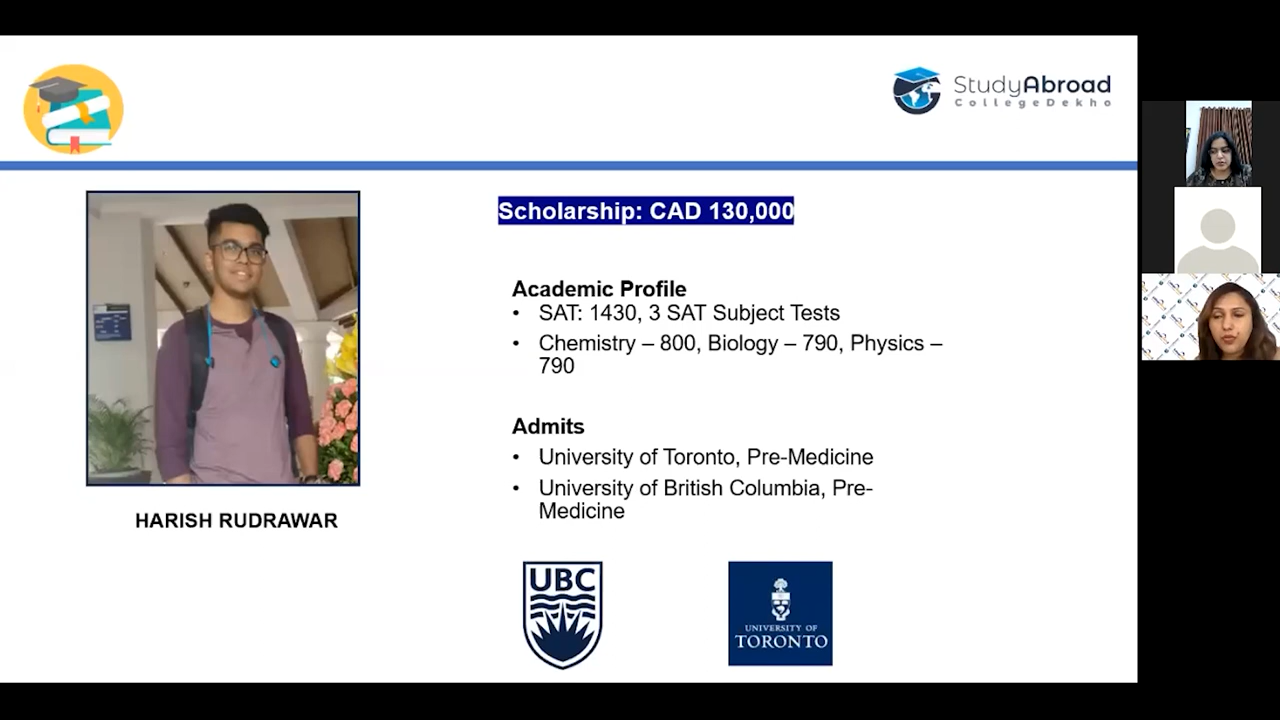 StudyAbroad
CollegeDekho
Scholarship: CAD 130,000
Academic Profile
• SAT: 1430, 3 SAT Subject Tests
• Chemistry – 800, Biology – 790, Physics –
790
Admits
• University of Toronto, Pre-Medicine
• University of British Columbia, Pre-
Medicine
HARISH RUDRAWAR
UBC
UNIVERSITY OF
TORONTO